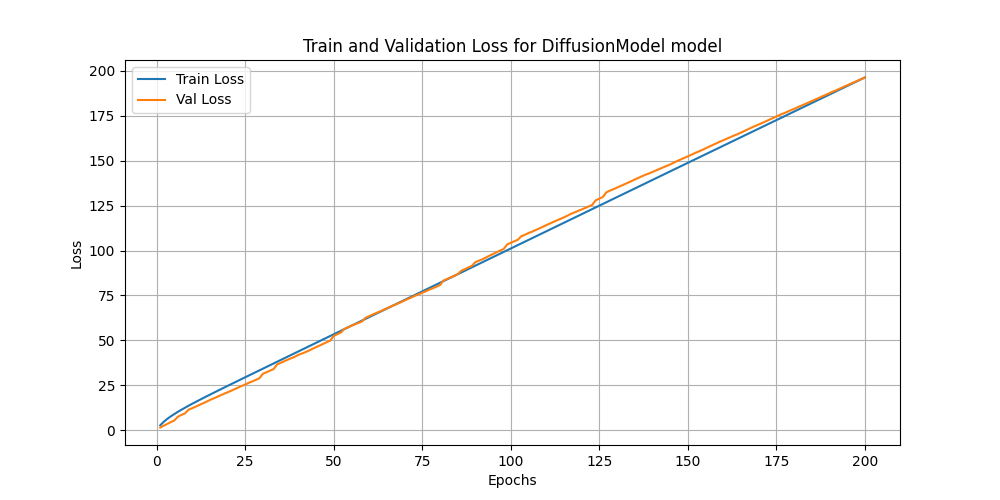 Train and Validation Loss for DiffusionModel model
Train Loss
Val Loss
Loss
200
175
150
125
100
75
50
25
0
0 25 50 75 100 125 150 175 200
Epochs